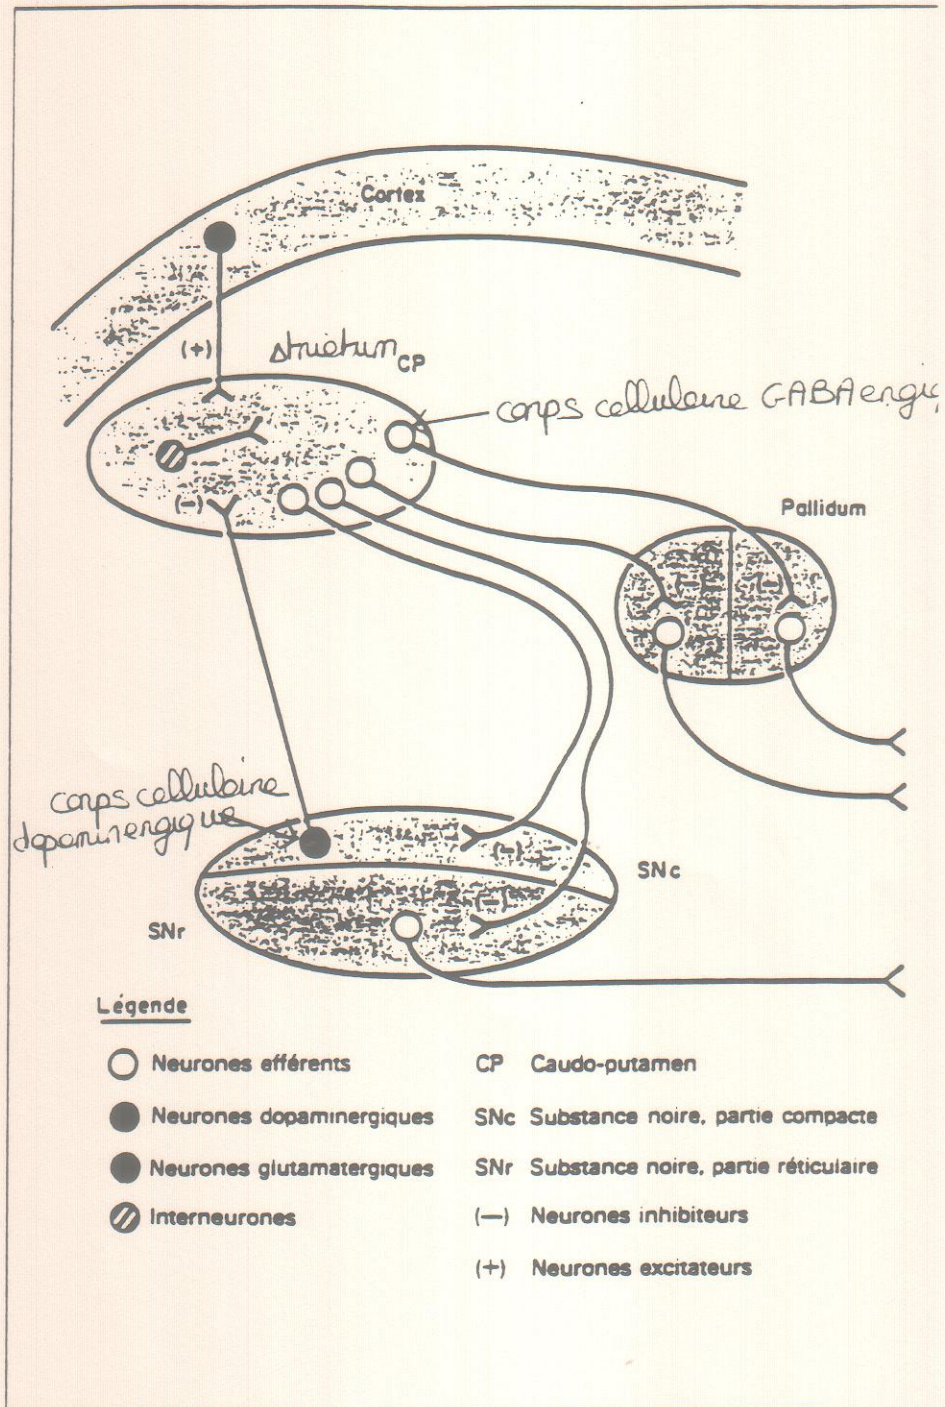 Cortex
(+)
striatum CP
corps cellulaire GABAergiq
(-)
Pallidum
(-) (-)
corps cellulaire
dopaminergique
(-)
SNc
(-)
SNr
Légende
Neurones efférents
Neurones dopaminergiques
Neurones glutamatergiques
Interneurones
CP Caudo-putamen
SNc Substance noire, partie compacte
SNr Substance noire, partie réticulaire
(-) Neurones inhibiteurs
(+) Neurones excitateurs